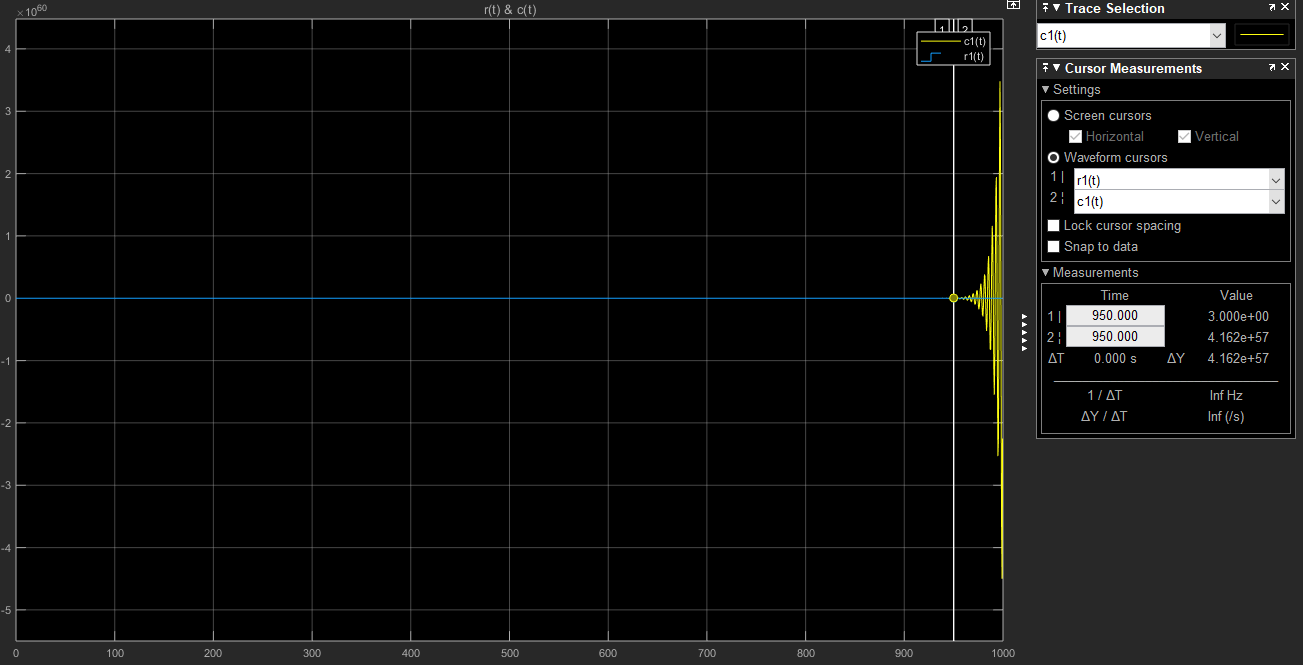 ×10^60
r(t) & c(t)
1 2
c1(t)
r1(t)
4
3
2
1
0
-1
-2
-3
-4
-5
0 100 200 300 400 500 600 700 800 900 1000
Trace Selection
c1(t)
Cursor Measurements
Settings
Screen cursors
Horizontal Vertical
Waveform cursors
1 | r1(t)
2 ¦ c1(t)
Lock cursor spacing
Snap to data
Measurements
Time Value
1 | 950.000 3.000e+00
2 ¦ 950.000 4.162e+57
ΔT 0.000 s ΔY 4.162e+57
1 / ΔT Inf Hz
ΔY / ΔT Inf (/s)